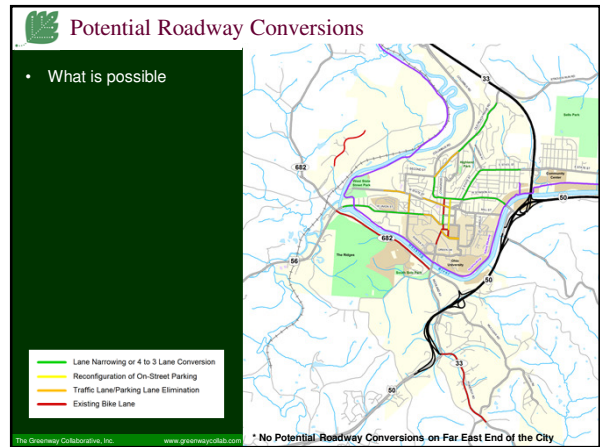 Potential Roadway Conversions
• What is possible
33
682
50
682
56
50
33
50
The Ridges
Ohio
University
Community
Center
Lane Narrowing or 4 to 3 Lane Conversion
Reconfiguration of On-Street Parking
Traffic Lane/Parking Lane Elimination
Existing Bike Lane
The Greenway Collaborative, Inc.
www.greenwaycollab.com
* No Potential Roadway Conversions on Far East End of the City